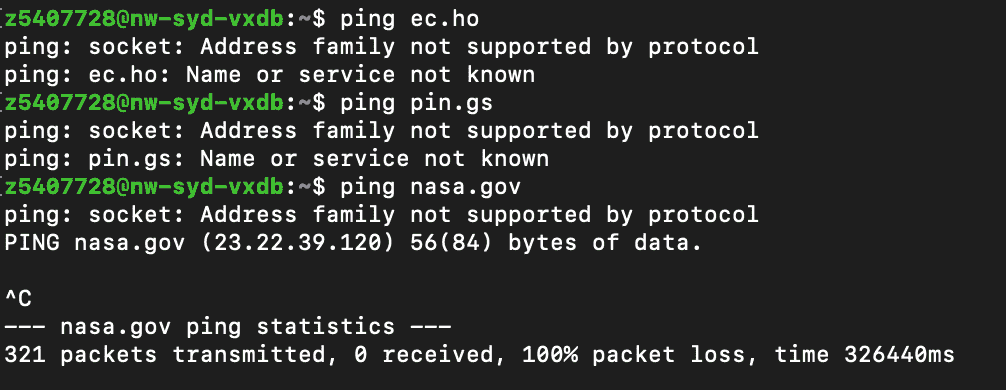 z5407728@nw-syd-vxdb:~$ ping ec.ho
ping: socket: Address family not supported by protocol
ping: ec.ho: Name or service not known
z5407728@nw-syd-vxdb:~$ ping pin.gs
ping: socket: Address family not supported by protocol
ping: pin.gs: Name or service not known
z5407728@nw-syd-vxdb:~$ ping nasa.gov
ping: socket: Address family not supported by protocol
PING nasa.gov (23.22.39.120) 56(84) bytes of data.
^C
--- nasa.gov ping statistics ---
321 packets transmitted, 0 received, 100% packet loss, time 326440ms